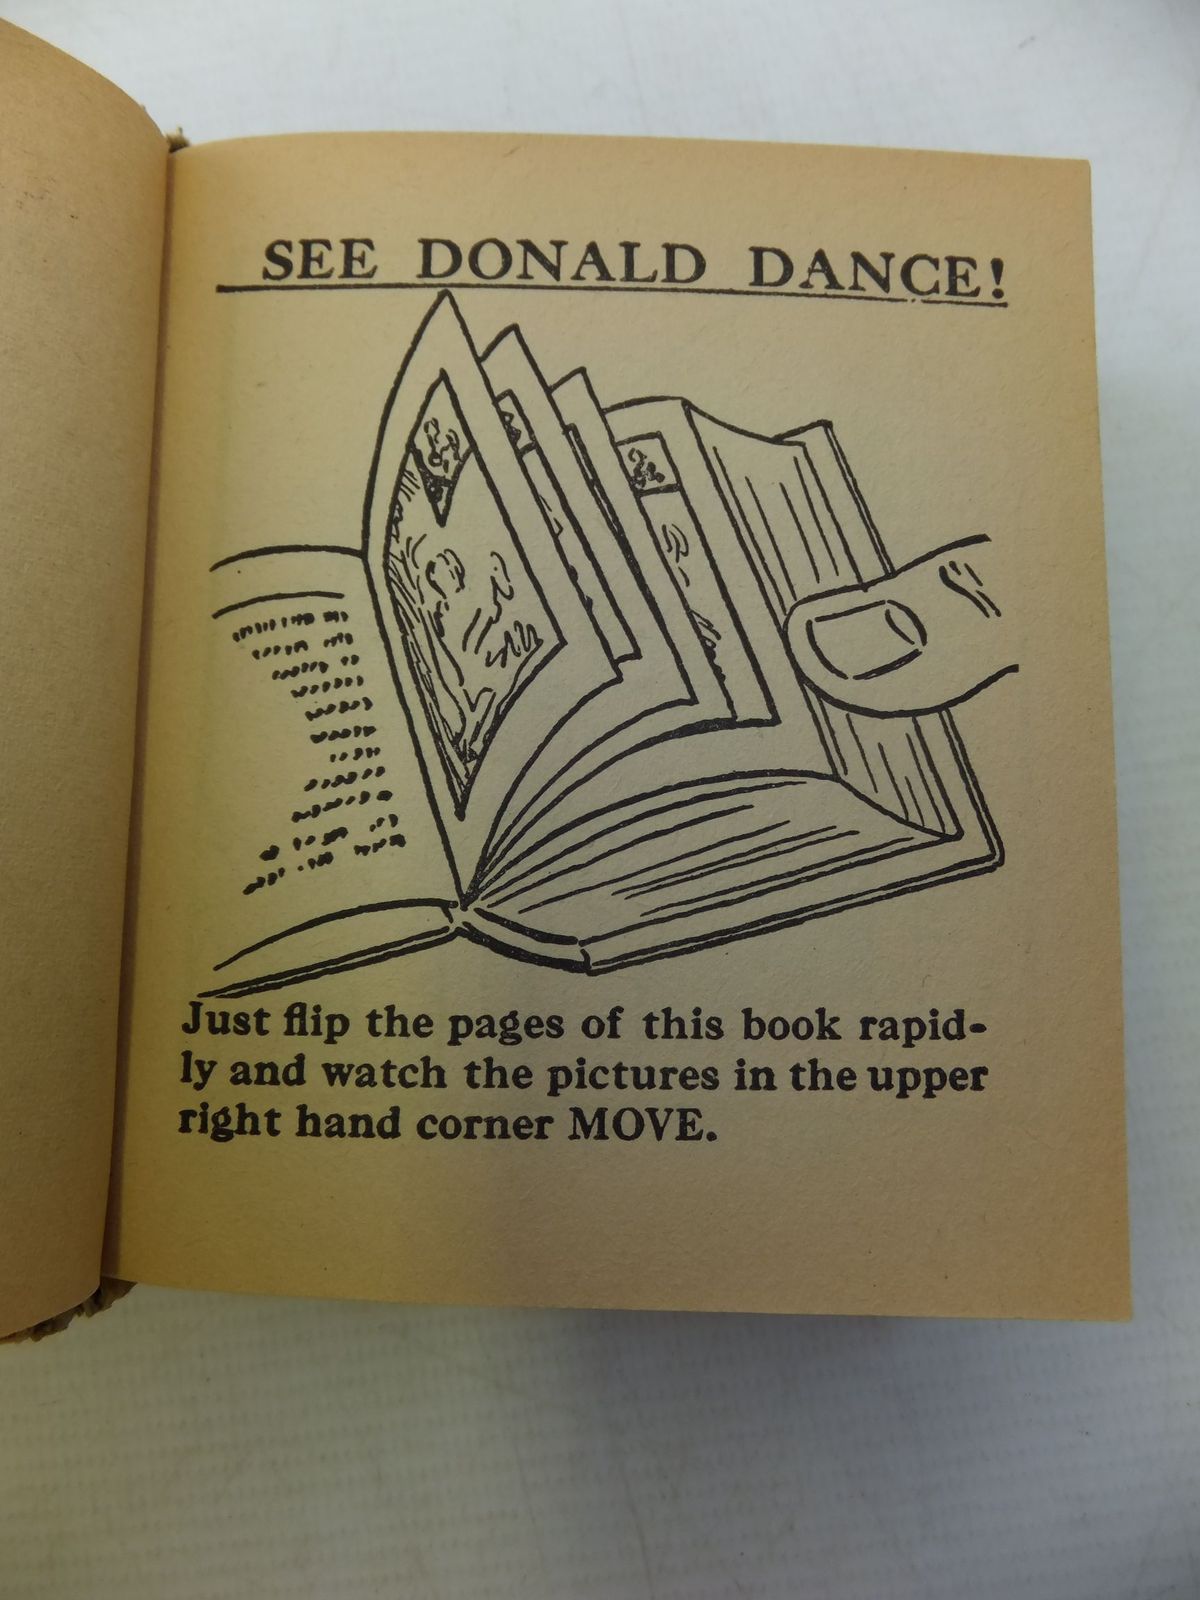 SEE DONALD DANCE!
Just flip the pages of this book rapid-
ly and watch the pictures in the upper
right hand corner MOVE.